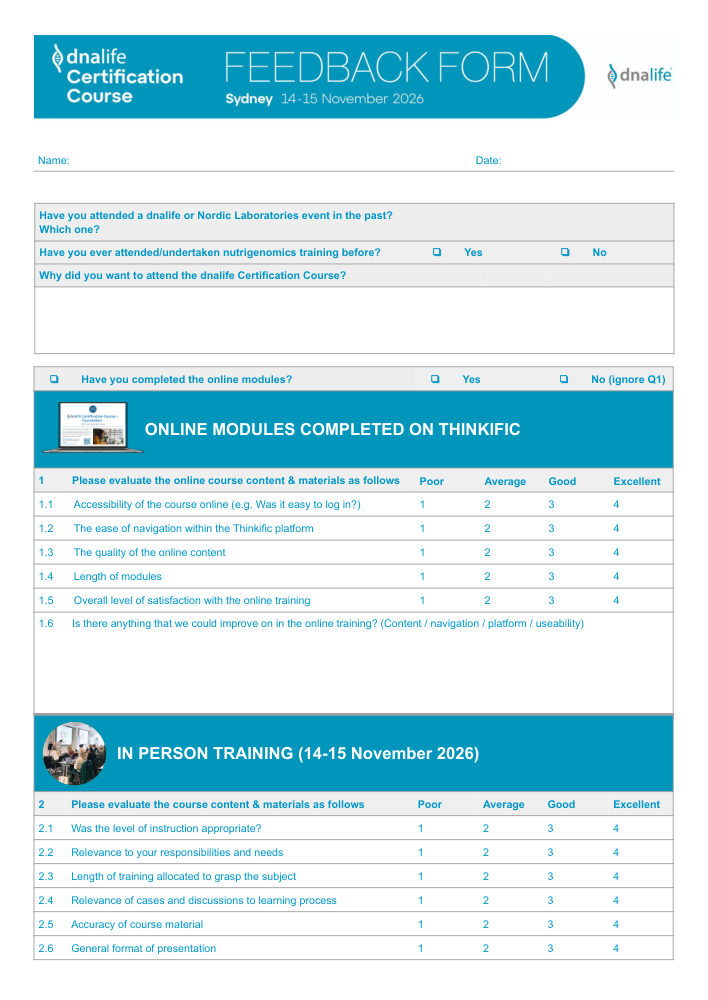 dnalife
Certification
Course
FEEDBACK FORM
Sydney 14-15 November 2026
dnalife
Name: Date:
Have you attended a dnalife or Nordic Laboratories event in the past?
Which one?
Have you ever attended/undertaken nutrigenomics training before? ❑ Yes ❑ No
Why did you want to attend the dnalife Certification Course?
❑ Have you completed the online modules? ❑ Yes ❑ No (ignore Q1)
ONLINE MODULES COMPLETED ON THINKIFIC
1 Please evaluate the online course content & materials as follows Poor Average Good Excellent
1.1 Accessibility of the course online (e.g. Was it easy to log in?) 1 2 3 4
1.2 The ease of navigation within the Thinkific platform 1 2 3 4
1.3 The quality of the online content 1 2 3 4
1.4 Length of modules 1 2 3 4
1.5 Overall level of satisfaction with the online training 1 2 3 4
1.6 Is there anything that we could improve on in the online training? (Content / navigation / platform / useability)
IN PERSON TRAINING (14-15 November 2026)
2 Please evaluate the course content & materials as follows Poor Average Good Excellent
2.1 Was the level of instruction appropriate? 1 2 3 4
2.2 Relevance to your responsibilities and needs 1 2 3 4
2.3 Length of training allocated to grasp the subject 1 2 3 4
2.4 Relevance of cases and discussions to learning process 1 2 3 4
2.5 Accuracy of course material 1 2 3 4
2.6 General format of presentation 1 2 3 4